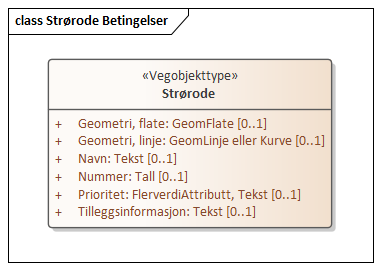 class Strørode Betingelser
«Vegobjekttype»
Strørode
+ Geometri, flate: GeomFlate [0..1]
+ Geometri, linje: GeomLinje eller Kurve [0..1]
+ Navn: Tekst [0..1]
+ Nummer: Tall [0..1]
+ Prioritet: FlerverdiAttributt, Tekst [0..1]
+ Tilleggsinformasjon: Tekst [0..1]